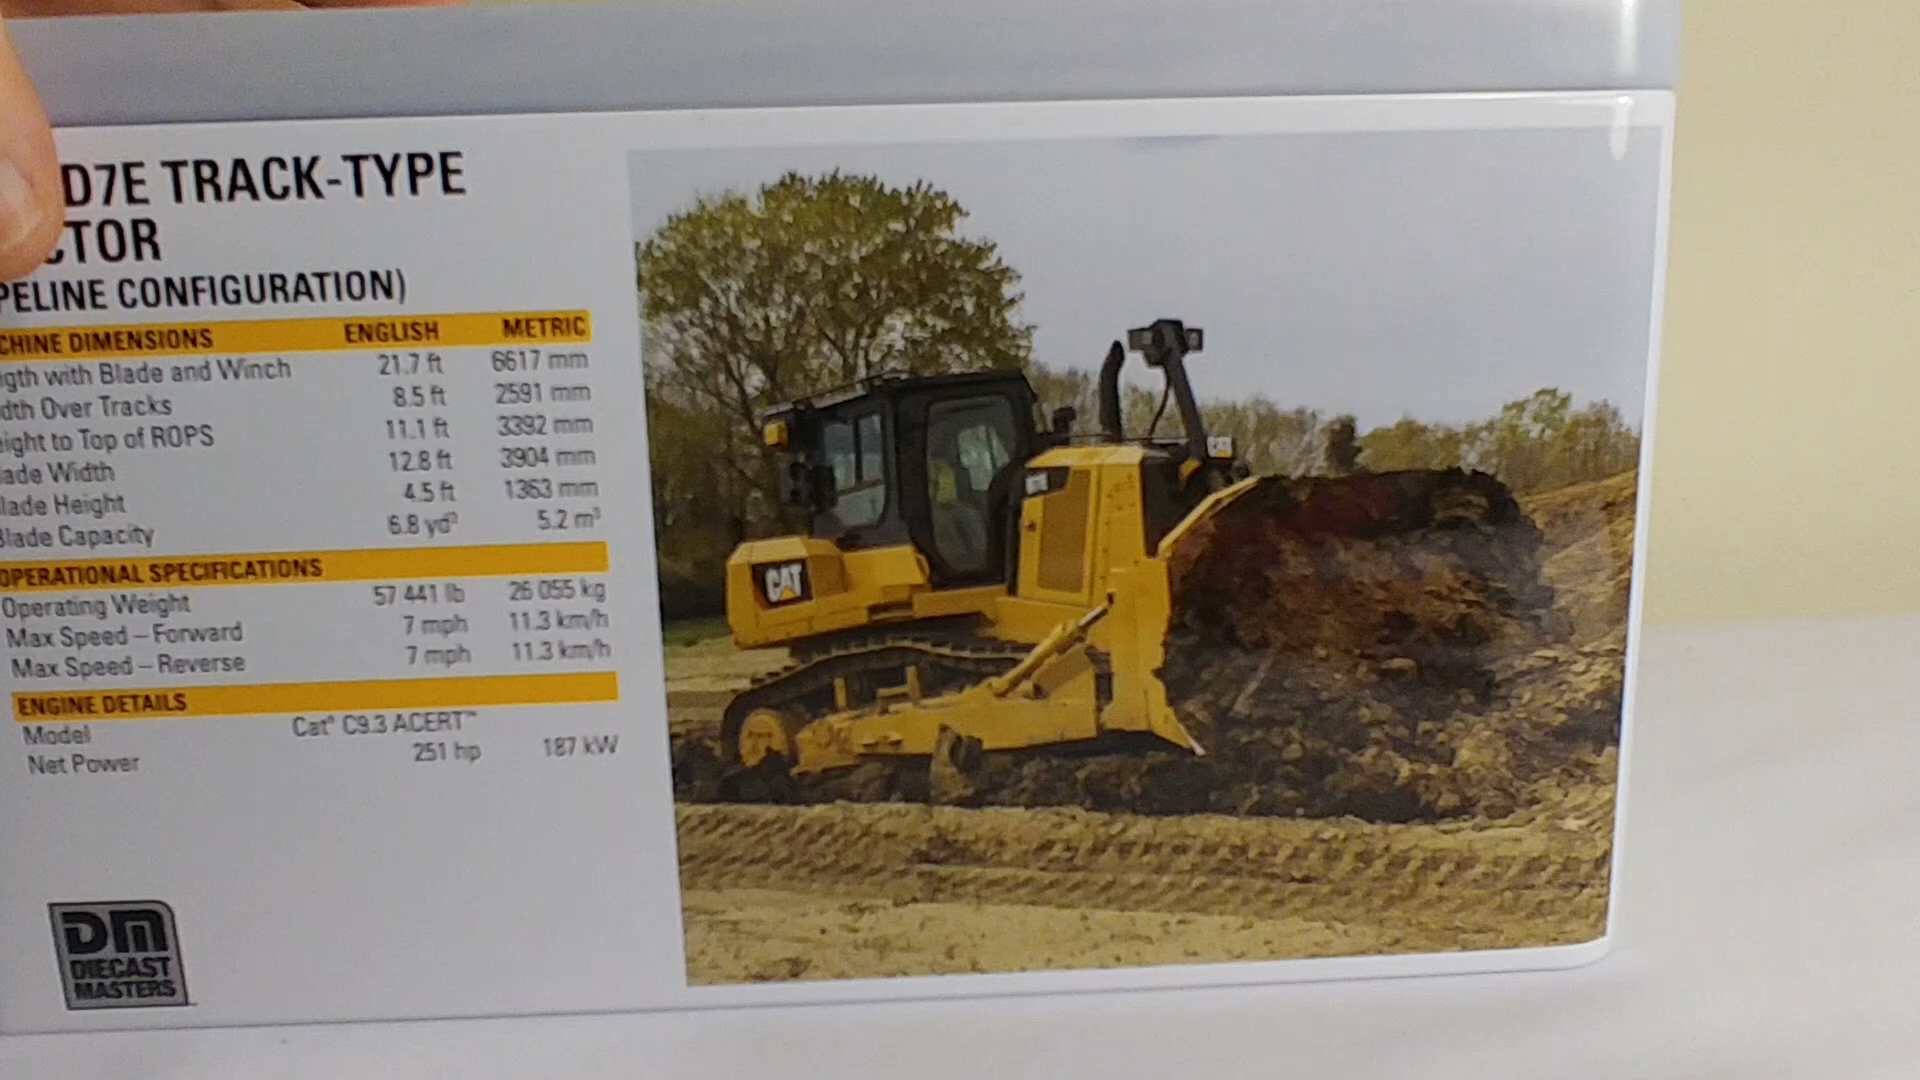 D7E TRACK-TYPE
CTOR
PELINE CONFIGURATION)
CHINE DIMENSIONS ENGLISH METRIC
ngth with Blade and Winch 21.7 ft 6617 mm
dth Over Tracks 8.5 ft 2591 mm
eight to Top of ROPS 11.1 ft 3392 mm
lade Width 12.8 ft 3904 mm
lade Height 4.5 ft 1363 mm
Blade Capacity 6.8 yd³ 5.2 m³
OPERATIONAL SPECIFICATIONS
Operating Weight 57 441 lb 26 055 kg
Max Speed – Forward 7 mph 11.3 km/h
Max Speed – Reverse 7 mph 11.3 km/h
ENGINE DETAILS
Model Cat® C9.3 ACERT™
Net Power 251 hp 187 kW
DM
DIECAST
MASTERS
CAT
CAT